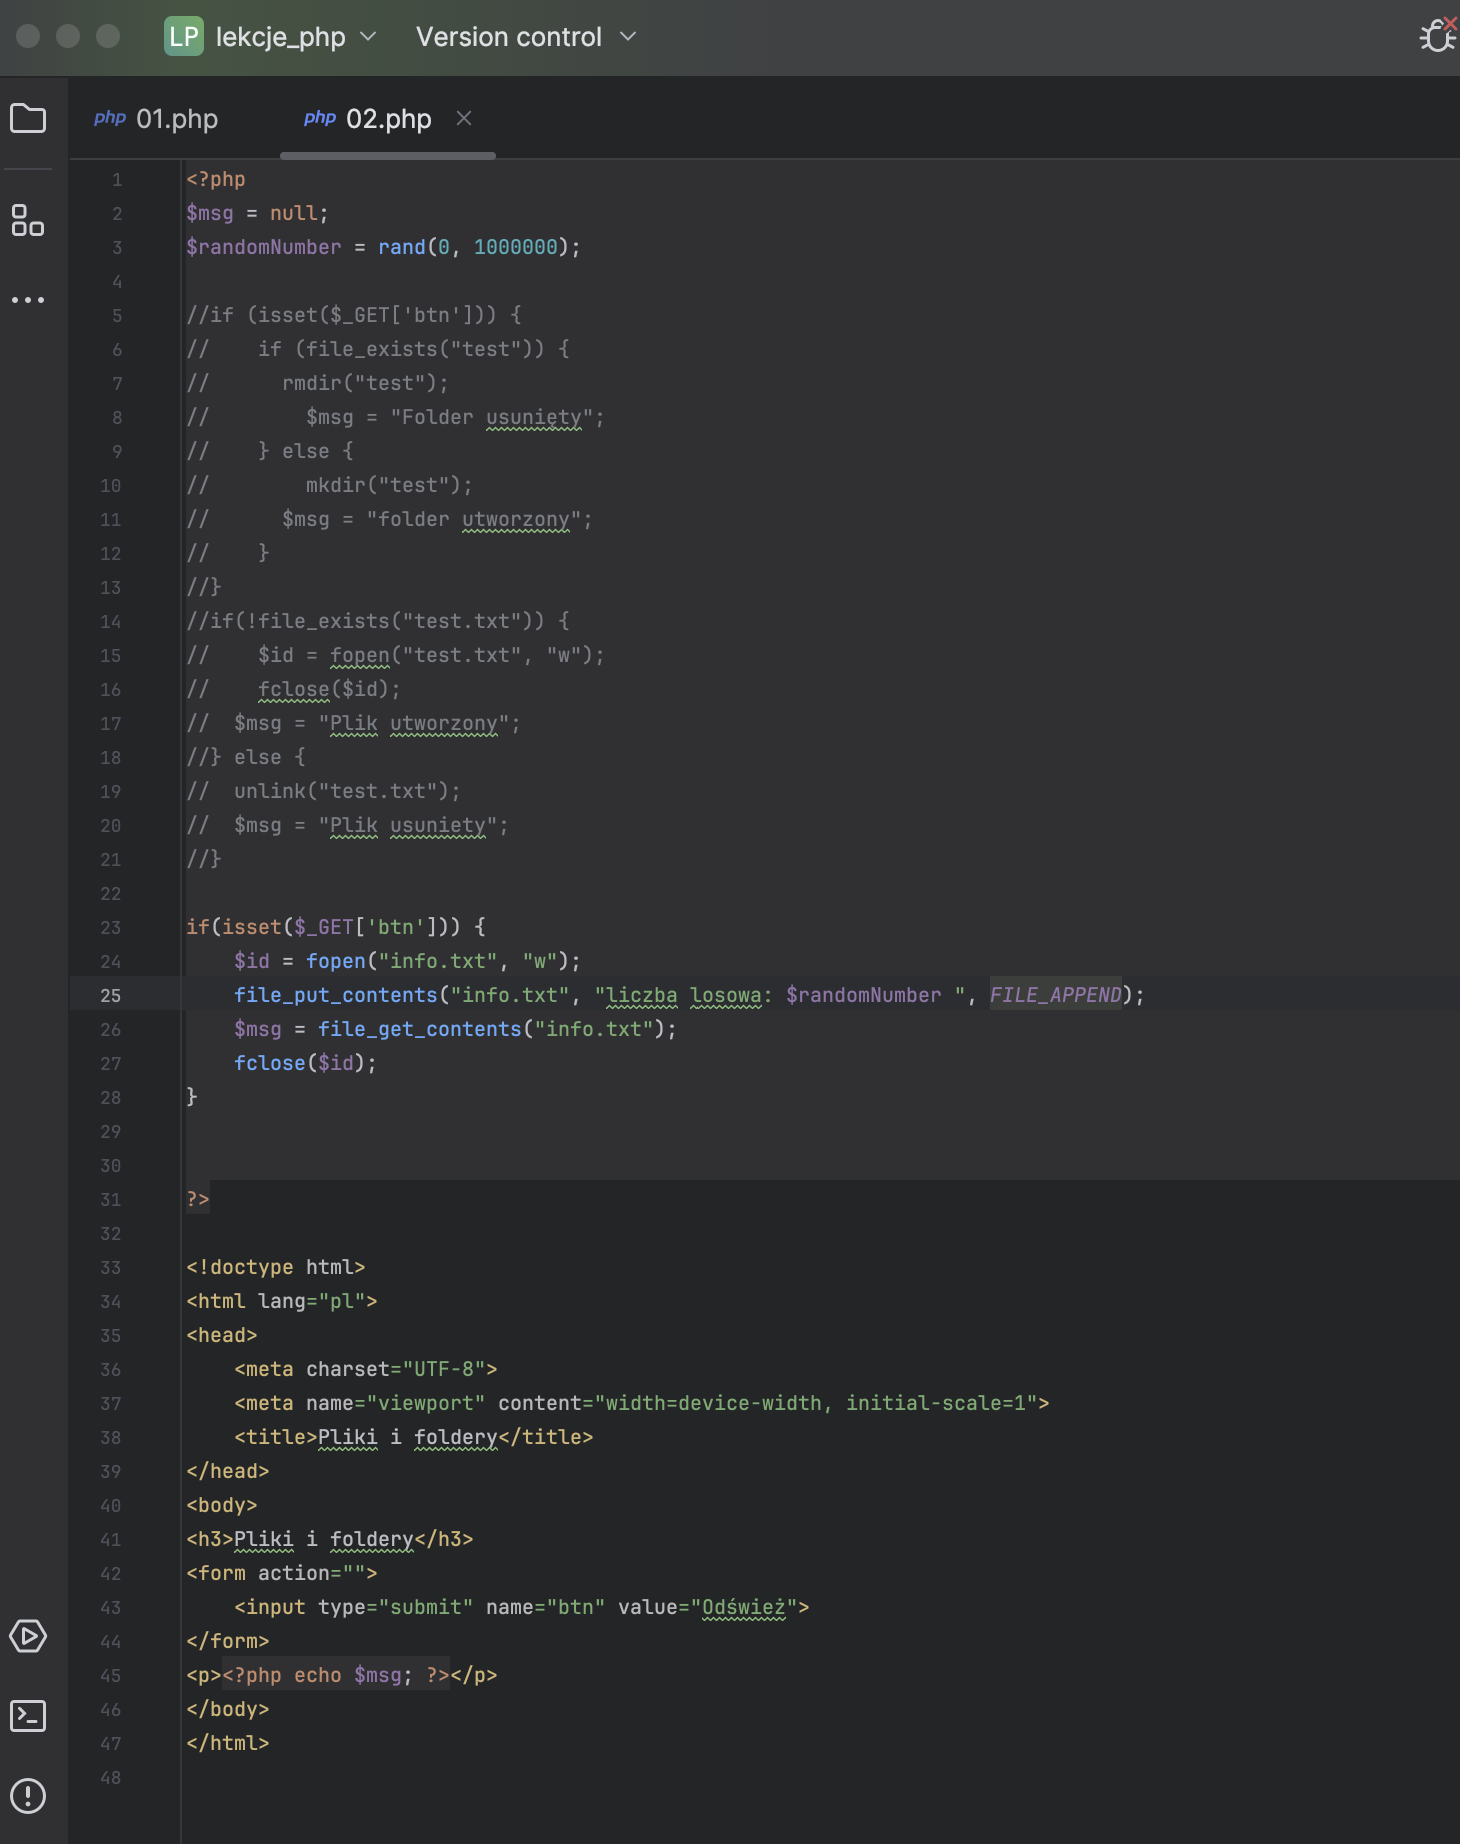 LP lekcje_php Version control
php 01.php php 02.php
1 <?php
2 $msg = null;
3 $randomNumber = rand(0, 1000000);
4
5 //if (isset($_GET['btn'])) {
6 //    if (file_exists("test")) {
7 //      rmdir("test");
8 //        $msg = "Folder usunięty";
9 //    } else {
10 //        mkdir("test");
11 //      $msg = "folder utworzony";
12 //    }
13 //}
14 //if(!file_exists("test.txt")) {
15 //    $id = fopen("test.txt", "w");
16 //    fclose($id);
17 //  $msg = "Plik utworzony";
18 //} else {
19 //  unlink("test.txt");
20 //  $msg = "Plik usuniety";
21 //}
22
23 if(isset($_GET['btn'])) {
24     $id = fopen("info.txt", "w");
25     file_put_contents("info.txt", "liczba losowa: $randomNumber ", FILE_APPEND);
26     $msg = file_get_contents("info.txt");
27     fclose($id);
28 }
29
30
31 ?>
32
33 <!doctype html>
34 <html lang="pl">
35 <head>
36     <meta charset="UTF-8">
37     <meta name="viewport" content="width=device-width, initial-scale=1">
38     <title>Pliki i foldery</title>
39 </head>
40 <body>
41 <h3>Pliki i foldery</h3>
42 <form action="">
43     <input type="submit" name="btn" value="Odśwież">
44 </form>
45 <p><?php echo $msg; ?></p>
46 </body>
47 </html>
48